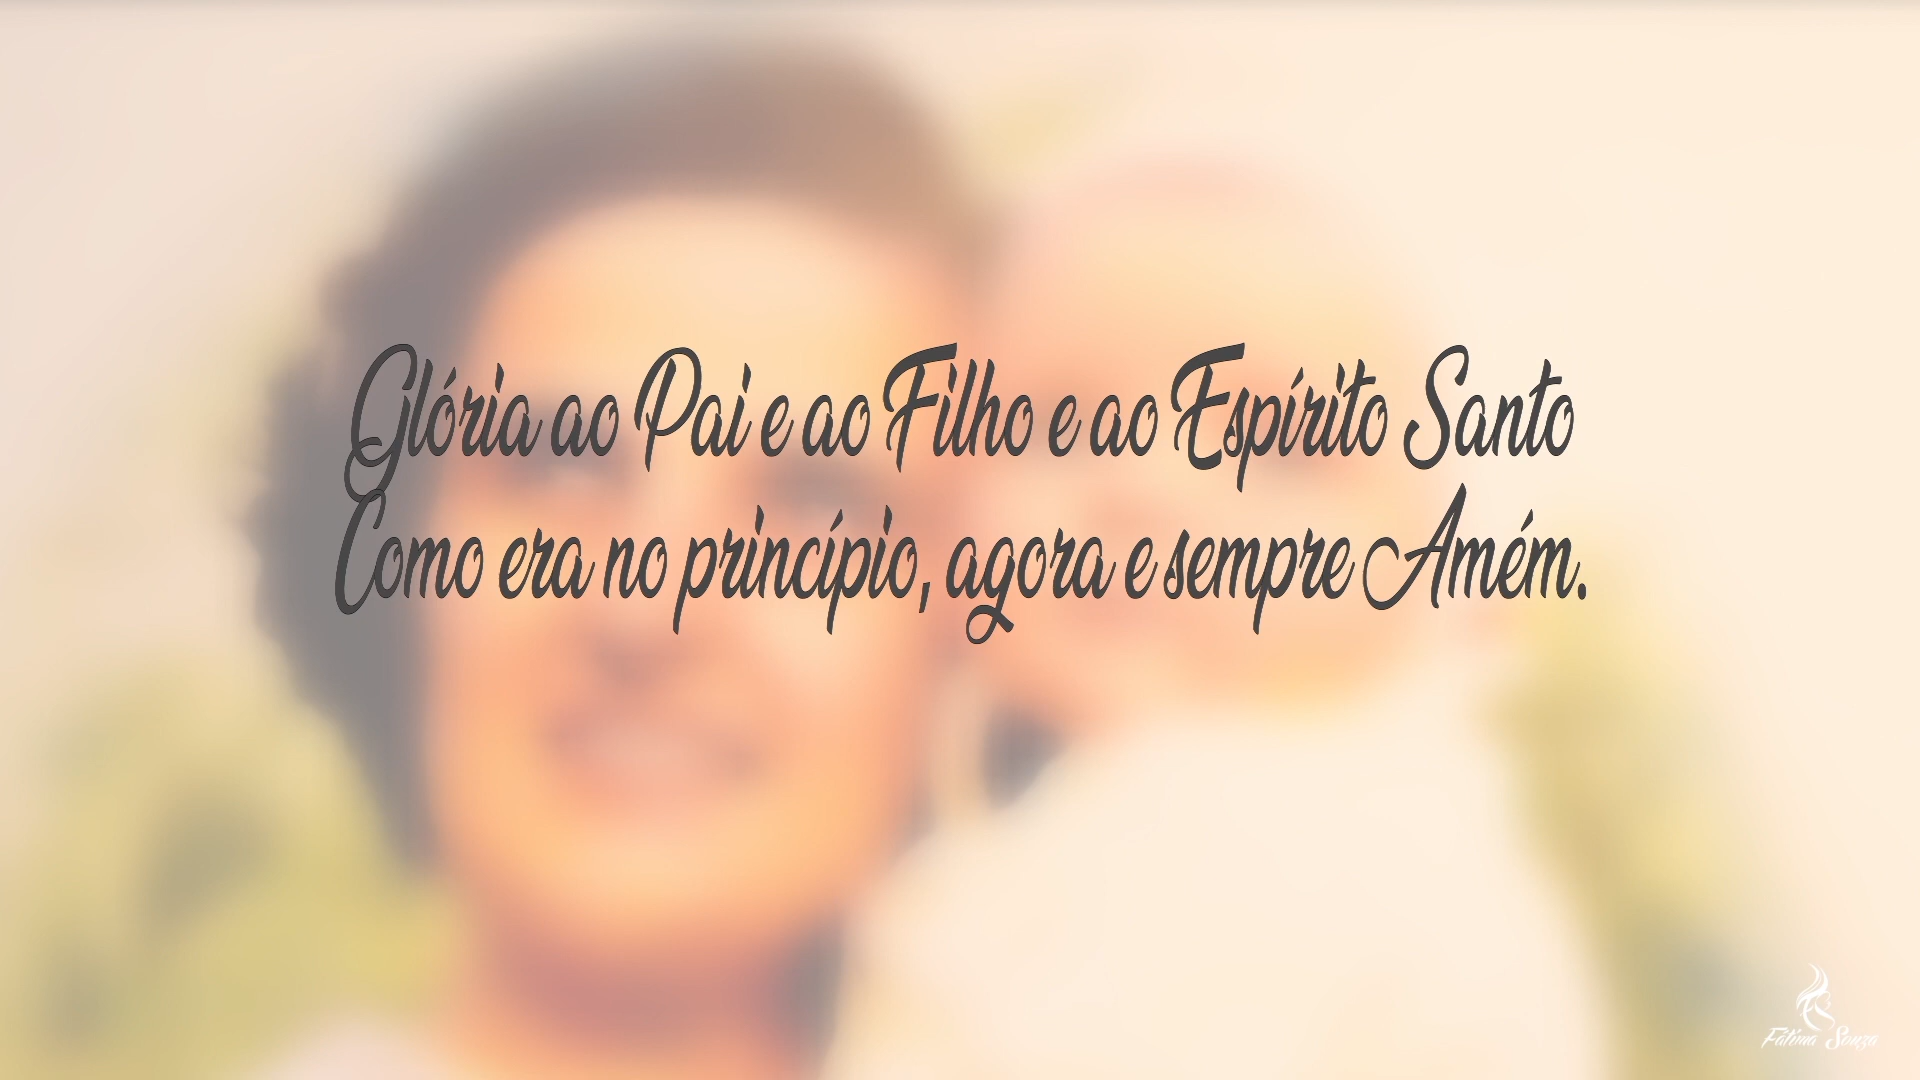 Glória ao Pai e ao Filho e ao Espírito Santo
Como era no princípio, agora e sempre Amém.
Fátima Souza